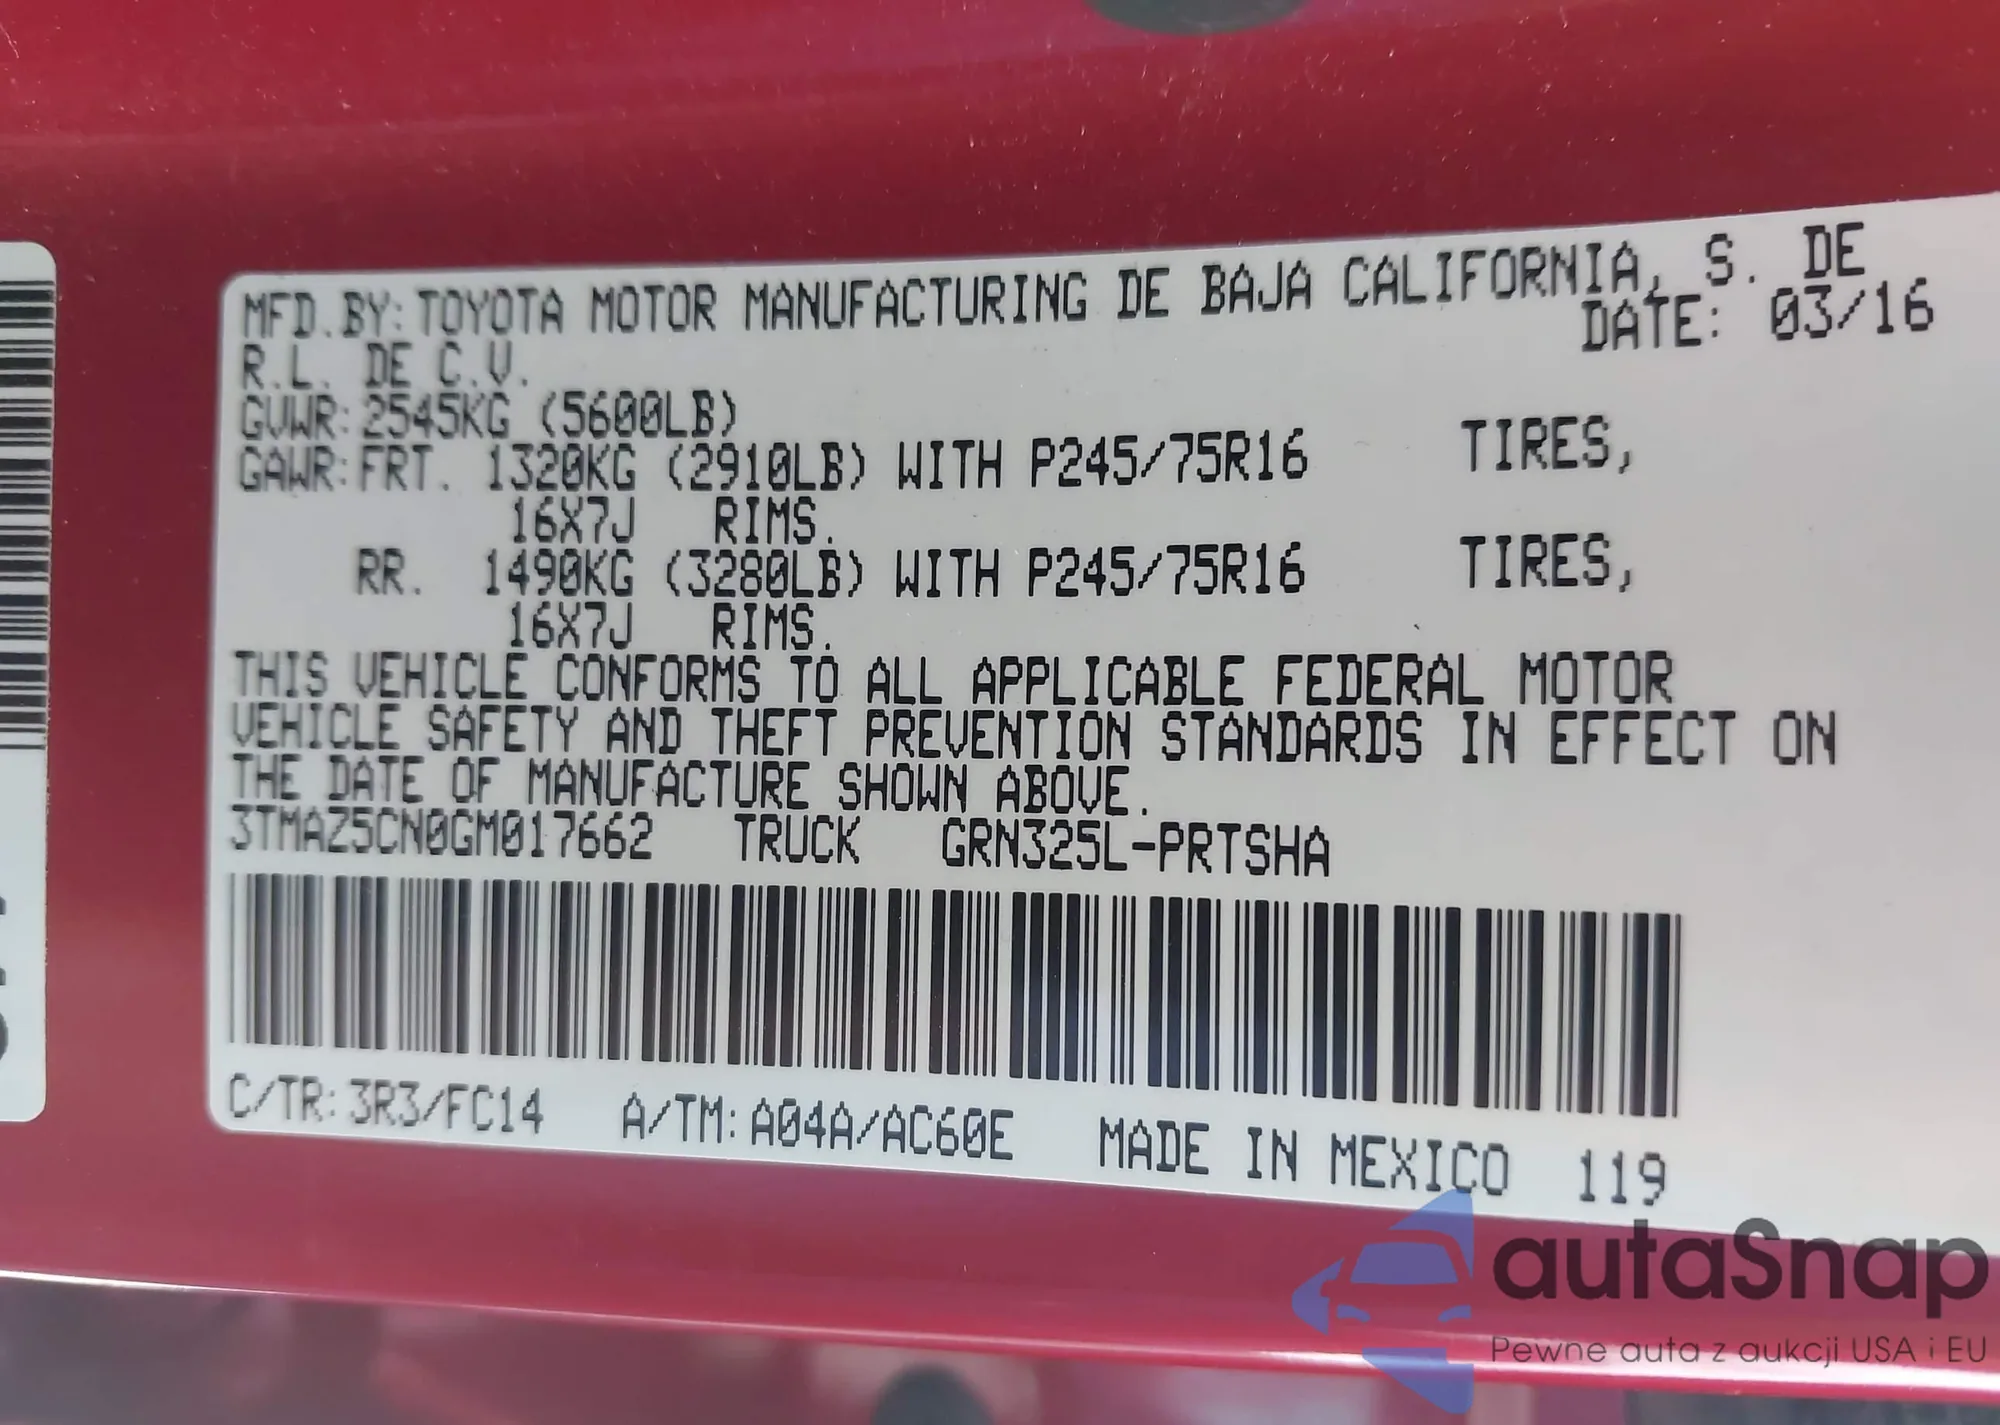 MFD.BY: TOYOTA MOTOR MANUFACTURING DE BAJA CALIFORNIA, S. DE
R.L. DE C.V.
DATE: 03/16
GVWR: 2545KG (5600LB)
GAWR: FRT. 1320KG (2910LB) WITH P245/75R16 TIRES,
16X7J RIMS.
RR. 1490KG (3280LB) WITH P245/75R16 TIRES,
16X7J RIMS.
THIS VEHICLE CONFORMS TO ALL APPLICABLE FEDERAL MOTOR
VEHICLE SAFETY AND THEFT PREVENTION STANDARDS IN EFFECT ON
THE DATE OF MANUFACTURE SHOWN ABOVE.
3TMAZ5CN0GM017662 TRUCK GRN325L-PRTSHA
C/TR: 3R3/FC14 A/TM: A04A/AC60E MADE IN MEXICO 119
autaSnap
Pewne auta z aukcji USA i EU